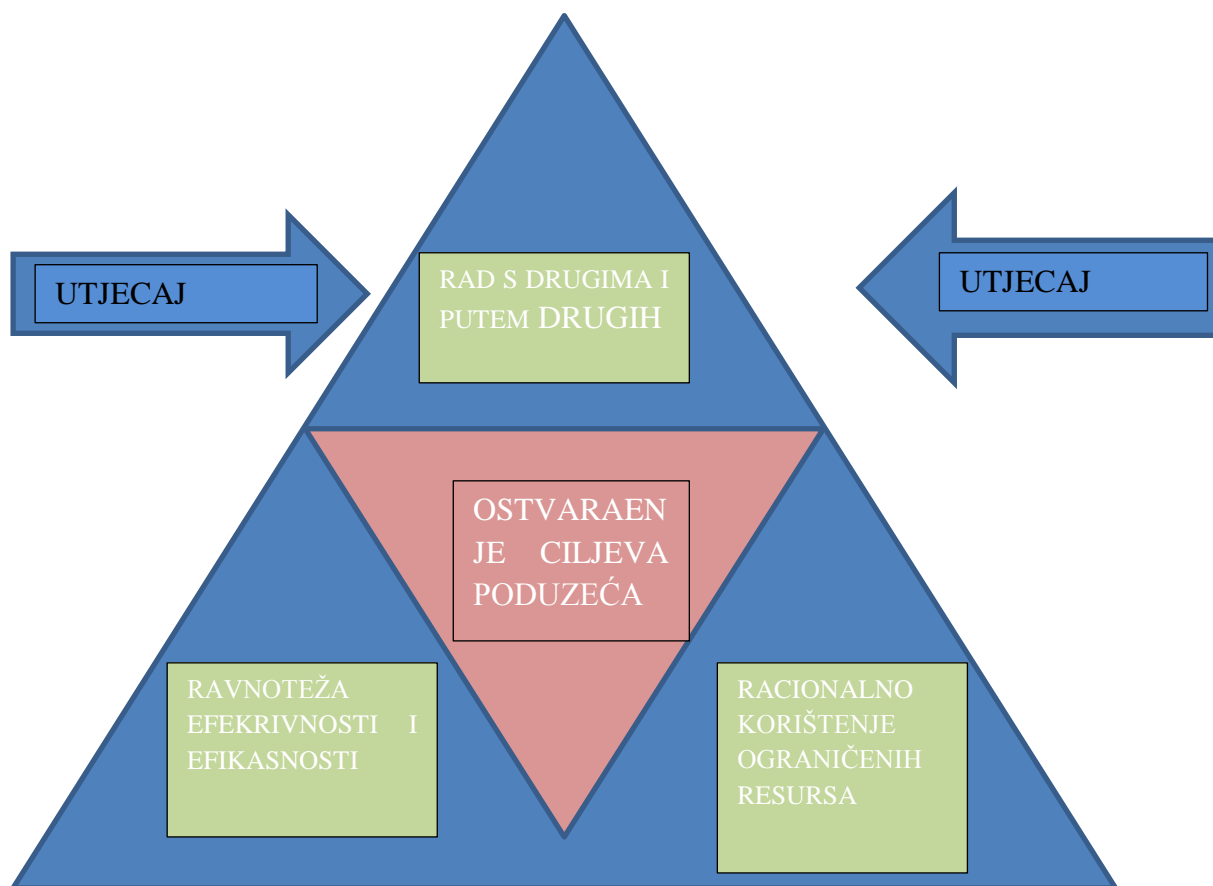 UTJECAJ
RAD S DRUGIMA I
PUTEM DRUGIH
UTJECAJ
OSTVARAEN
JE CILJEVA
PODUZEĆA
RAVNOTEŽA
EFEKRIVNOSTI I
EFIKASNOSTI
RACIONALNO
KORIŠTENJE
OGRANIČENIH
RESURSA